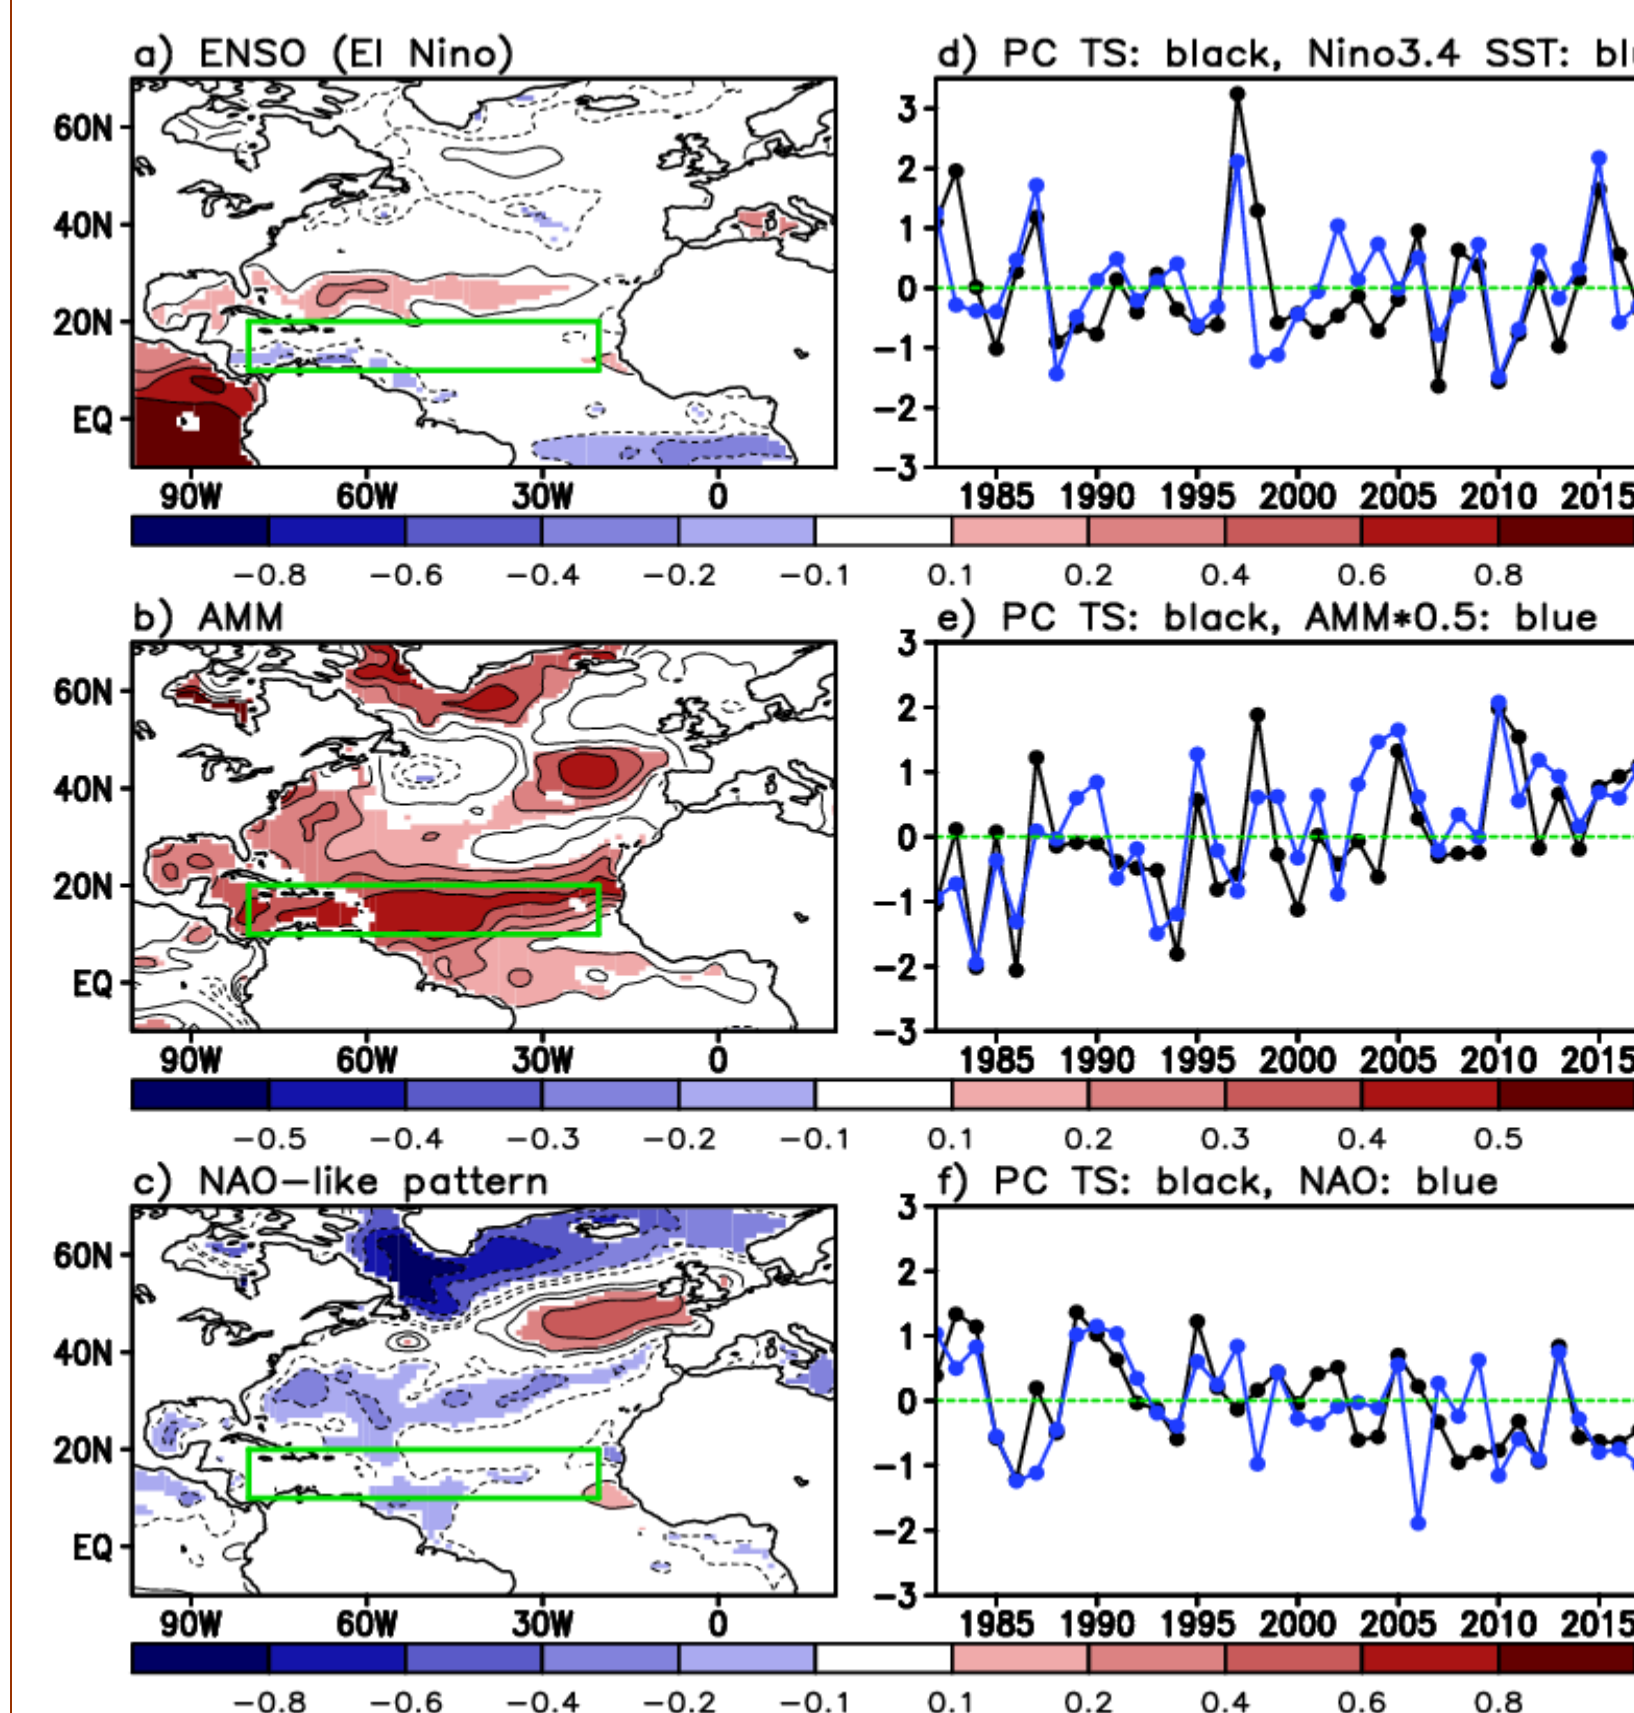 a) ENSO (El Nino)
d) PC TS: black, Nino3.4 SST: blu
60N
40N
20N
EQ
90W 60W 30W 0
3
2
1
0
−1
−2
−3
1985 1990 1995 2000 2005 2010 2015
−0.8 −0.6 −0.4 −0.2 −0.1 0.1 0.2 0.4 0.6 0.8
b) AMM
e) PC TS: black, AMM*0.5: blue
60N
40N
20N
EQ
90W 60W 30W 0
3
2
1
0
−1
−2
−3
1985 1990 1995 2000 2005 2010 2015
−0.5 −0.4 −0.3 −0.2 −0.1 0.1 0.2 0.3 0.4 0.5
c) NAO−like pattern
f) PC TS: black, NAO: blue
60N
40N
20N
EQ
90W 60W 30W 0
3
2
1
0
−1
−2
−3
1985 1990 1995 2000 2005 2010 2015
−0.8 −0.6 −0.4 −0.2 −0.1 0.1 0.2 0.4 0.6 0.8